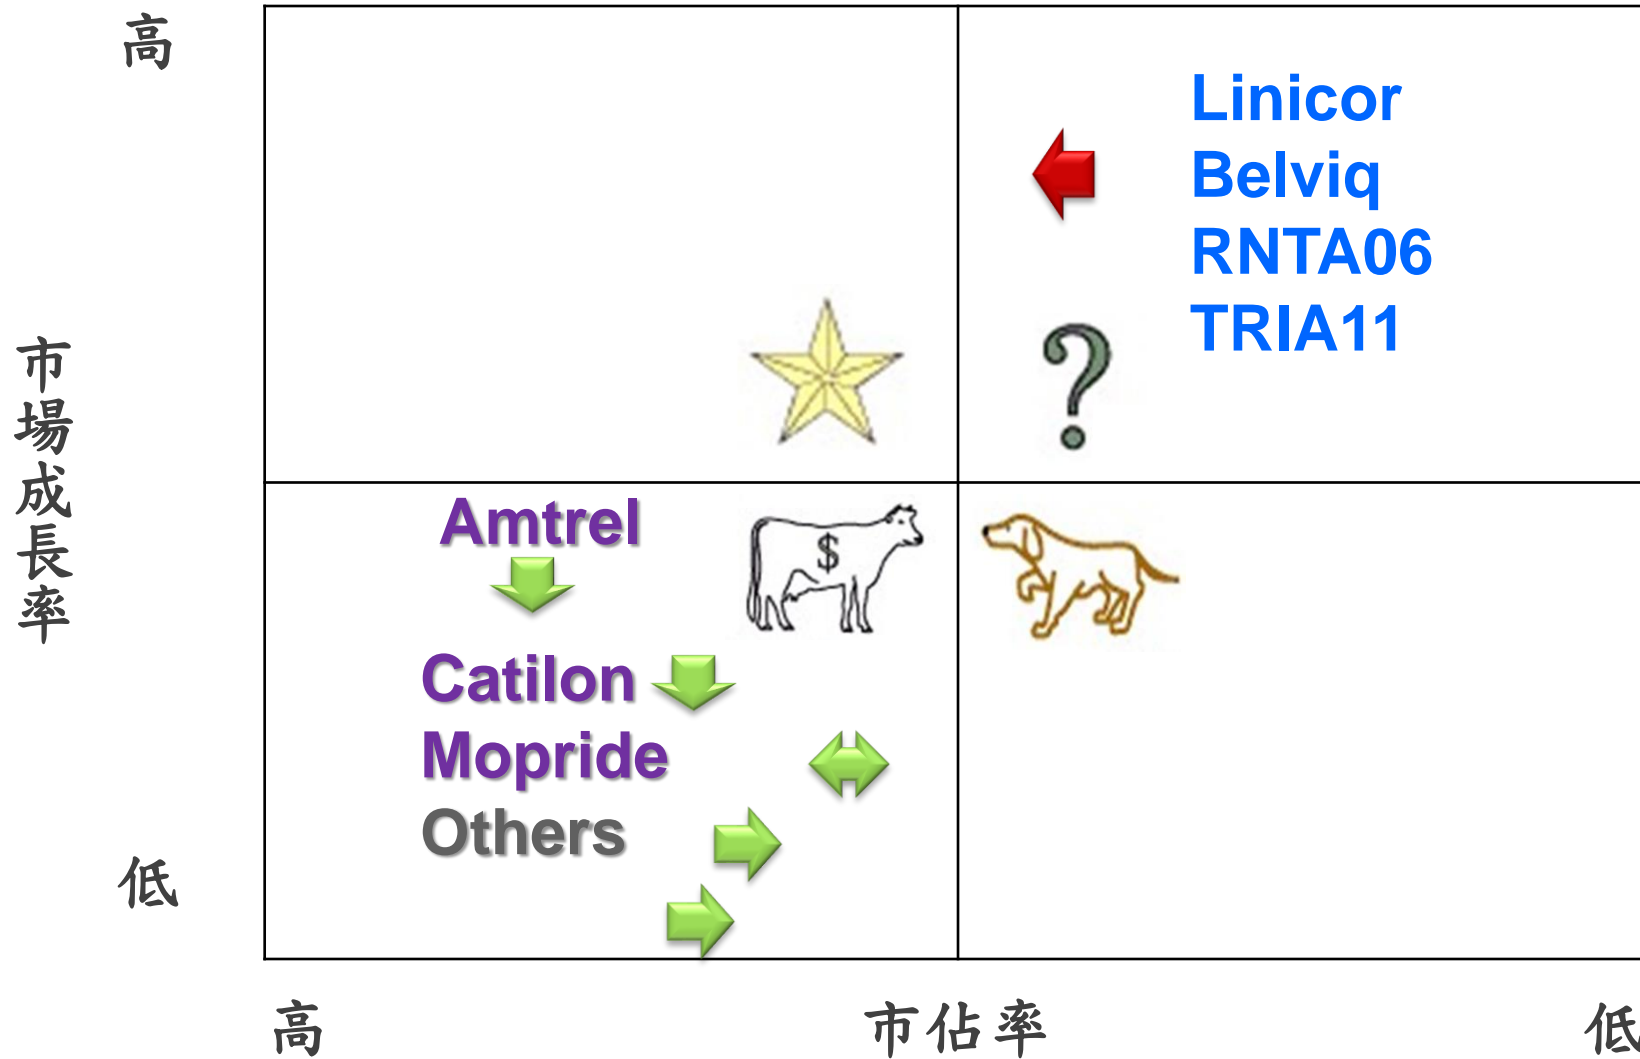 高
Linicor
Belviq
RNTA06
TRIA11
?
市場成長率
Amtrel
$
Catilon
Mopride
Others
低
高
市佔率
低